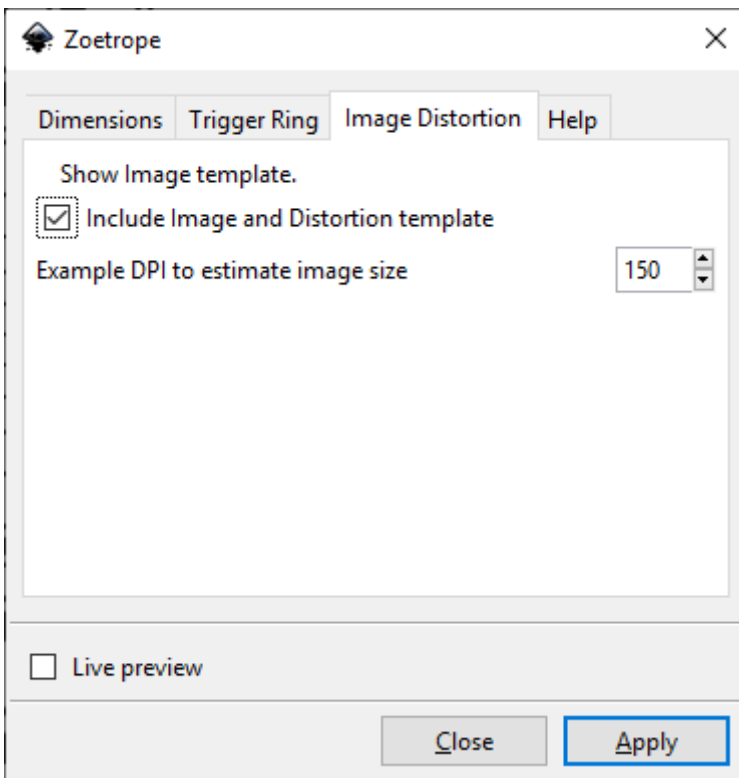 Zoetrope
Dimensions Trigger Ring Image Distortion Help
Show Image template.
Include Image and Distortion template
Example DPI to estimate image size 150
Live preview
Close Apply